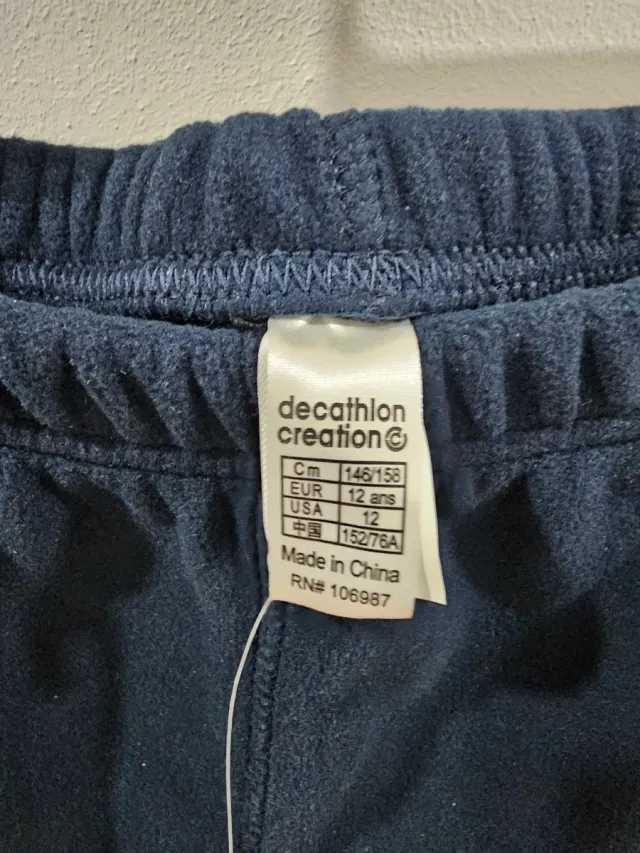 decathlon
creation
Cm 146/158
EUR 12 ans
USA 12
中国 152/76A
Made in China
RN# 106987